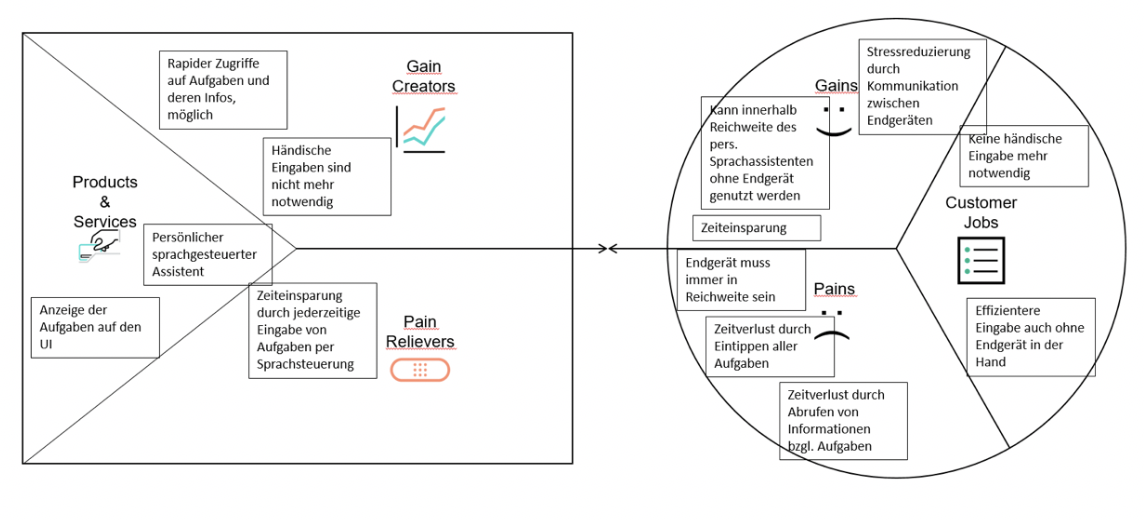 Rapider Zugriffe
auf Aufgaben und
deren Infos,
möglich
Gain
Creators
Händische
Eingaben sind
nicht mehr
notwendig
Products
&
Services
Persönlicher
sprachgesteuerter
Assistent
Anzeige der
Aufgaben auf den
UI
Zeiteinsparung
durch jederzeitige
Eingabe von
Aufgaben per
Sprachsteuerung
Pain
Relievers
Stressreduzierung
durch
Kommunikation
zwischen
Endgeräten
Gains
Kann innerhalb
Reichweite des
pers.
Sprachassistenten
ohne Endgerät
genutzt werden
Zeiteinsparung
Keine händische
Eingabe mehr
notwendig
Customer
Jobs
Endgerät muss
immer in
Reichweite sein
Pains
Zeitverlust durch
Eintippen aller
Aufgaben
Zeitverlust durch
Abrufen von
Informationen
bzgl. Aufgaben
Effizientere
Eingabe auch ohne
Endgerät in der
Hand